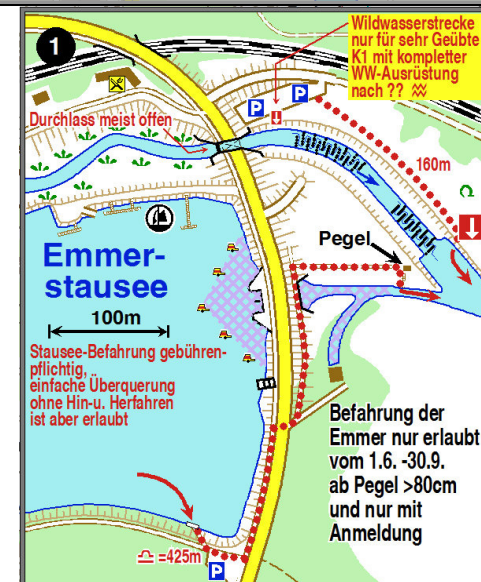 1
Wildwasserstrecke
nur für sehr Geübte
K1 mit kompletter
WW-Ausrüstung
nach ??
P
P
Durchlass meist offen
160m
Pegel
Emmer-
stausee
100m
Stausee-Befahrung gebühren-
pflichtig,
einfache Überquerung
ohne Hin-u. Herfahren
ist aber erlaubt
Befahrung der
Emmer nur erlaubt
vom 1.6. -30.9.
ab Pegel >80cm
und nur mit
Anmeldung
=425m
P